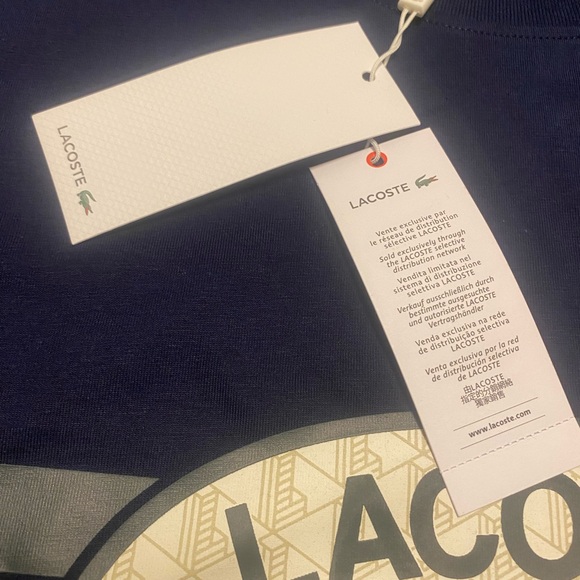 LACOSTE
LACOSTE
Vente exclusive par
le réseau de distribution
sélective LACOSTE
Sold exclusively through
the LACOSTE selective
distribution network
Vendita limitata nel
sistema di distribuzione
selettiva LACOSTE
Verkauf ausschließlich durch
bestimmte ausgesuchte
und autorisierte LACOSTE
Vertragshändler
Venda exclusiva na rede
de distribuição selectiva
LACOSTE
Venta exclusiva por la red
de distribución selectiva
de LACOSTE
由LACOSTE
指定的分銷網絡
獨家銷售
www.lacoste.com
LACO